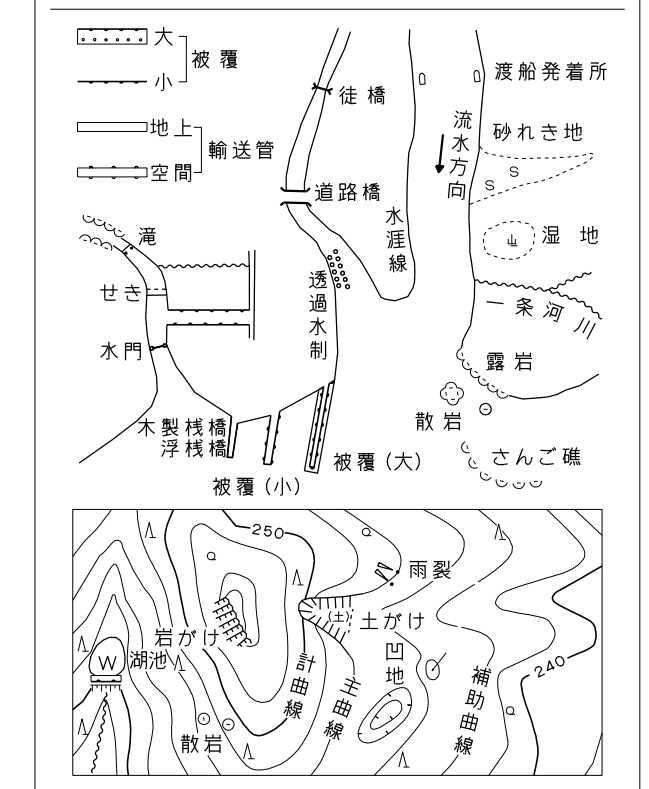 大
小
被覆
地上
空間
輸送管
徒橋
渡船発着所
流水方向
砂れき地
S
S
道路橋
水涯線
湿地
滝
透過水制
せき
一条河川
水門
露岩
散岩
木製桟橋
浮桟橋
被覆(大)
さんご礁
被覆(小)
250
雨裂
(土)
土がけ
岩がけ
凹地
W
湖池
計曲線
主曲線
補助曲線
240
散岩